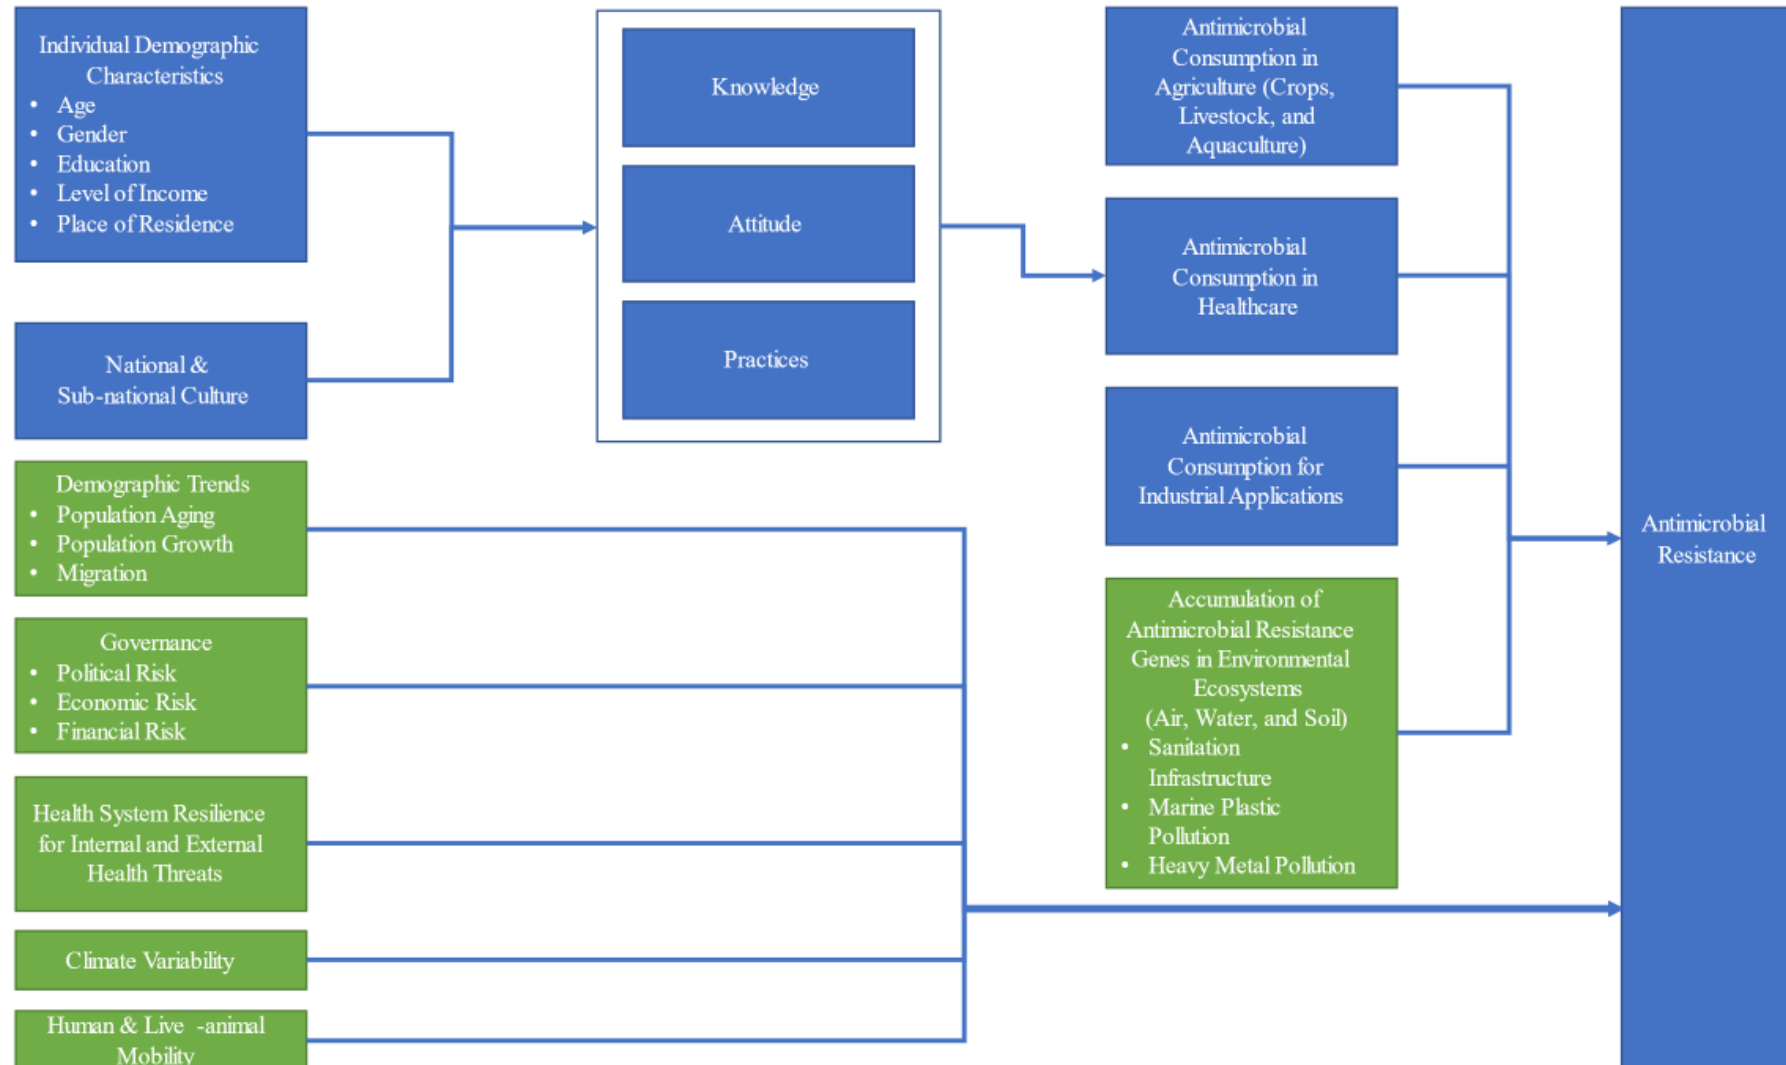 Individual Demographic
Characteristics
• Age
• Gender
• Education
• Level of Income
• Place of Residence
National &
Sub-national Culture
Demographic Trends
• Population Aging
• Population Growth
• Migration
Governance
• Political Risk
• Economic Risk
• Financial Risk
Health System Resilience
for Internal and External
Health Threats
Climate Variability
Human & Live -animal
Mobility
Knowledge
Attitude
Practices
Antimicrobial
Consumption in
Agriculture (Crops,
Livestock, and
Aquaculture)
Antimicrobial
Consumption in
Healthcare
Antimicrobial
Consumption for
Industrial Applications
Accumulation of
Antimicrobial Resistance
Genes in Environmental
Ecosystems
(Air, Water, and Soil)
• Sanitation
Infrastructure
• Marine Plastic
Pollution
• Heavy Metal Pollution
Antimicrobial
Resistance